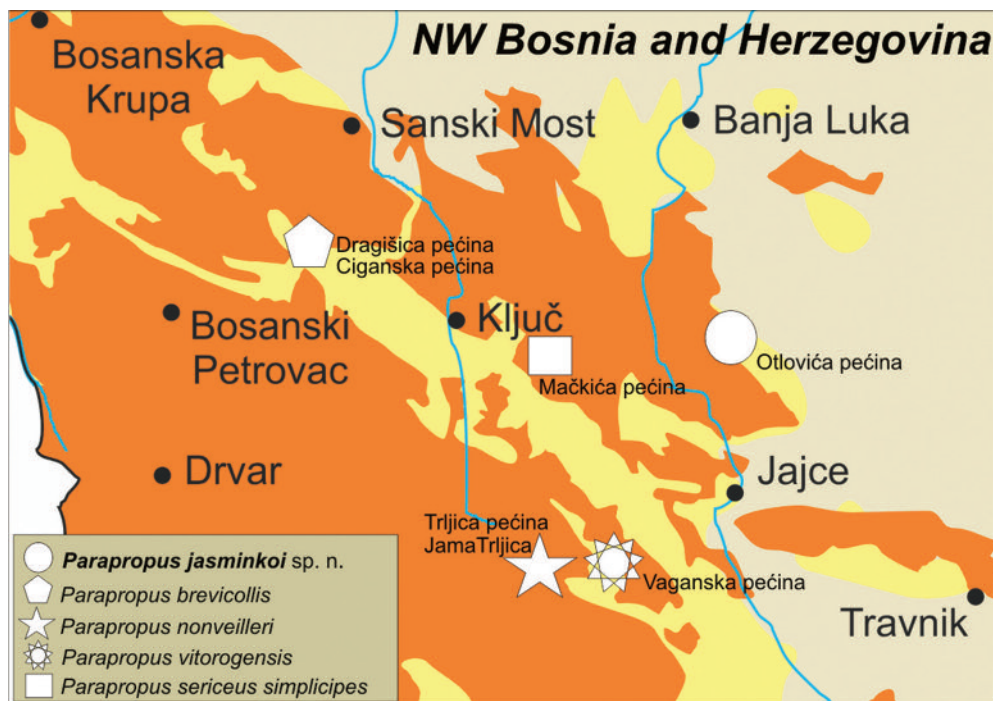 NW Bosnia and Herzegovina
Bosanska
Krupa
Sanski Most
Banja Luka
Dragišica pećina
Ciganska pećina
Bosanski
Petrovac
Ključ
Mačkića pećina
Otlovića pećina
Drvar
Jajce
Trljica pećina
JamaTrljica
Vaganska pećina
Travnik
Parapropus jasminkoi sp. n.
Parapropus brevicollis
Parapropus nonveilleri
Parapropus vitorogensis
Parapropus sericeus simplicipes